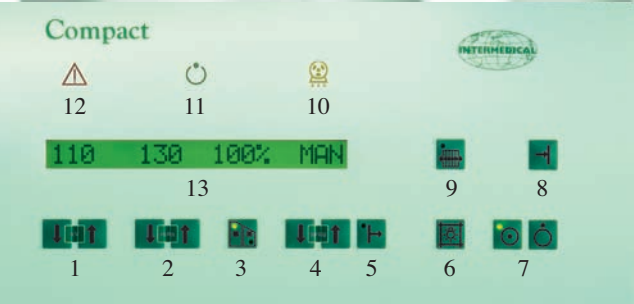 Compact
INTERMEDICAL
12 11 10
110 130 100% MAN
13 9 8
1 2 3 4 5 6 7